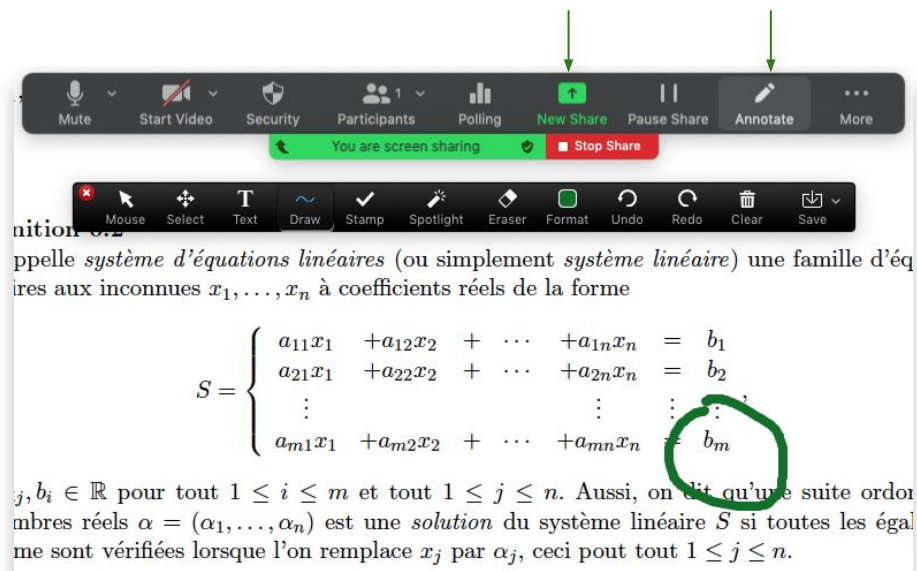 1
Mute Start Video Security Participants Polling New Share Pause Share Annotate More
You are screen sharing Stop Share
Mouse Select Text Draw Stamp Spotlight Eraser Format Undo Redo Clear Save
nition
ppelle système d'équations linéaires (ou simplement système linéaire) une famille d'éq
ires aux inconnues x₁, . . . , xₙ à coefficients réels de la forme
a₁₁x₁ +a₁₂x₂ + ⋯ +a₁ₙxₙ = b₁
a₂₁x₁ +a₂₂x₂ + ⋯ +a₂ₙxₙ = b₂
S = { ⋮ ⋮ ⋮ ⋮ ,
aₘ₁x₁ +aₘ₂x₂ + ⋯ +aₘₙxₙ = bₘ
ⱼ, bᵢ ∈ ℝ pour tout 1 ≤ i ≤ m et tout 1 ≤ j ≤ n. Aussi, on dit qu'une suite ordon
mbres réels α = (α₁, . . . , αₙ) est une solution du système linéaire S si toutes les égal
me sont vérifiées lorsque l'on remplace xⱼ par αⱼ, ceci pout tout 1 ≤ j ≤ n.